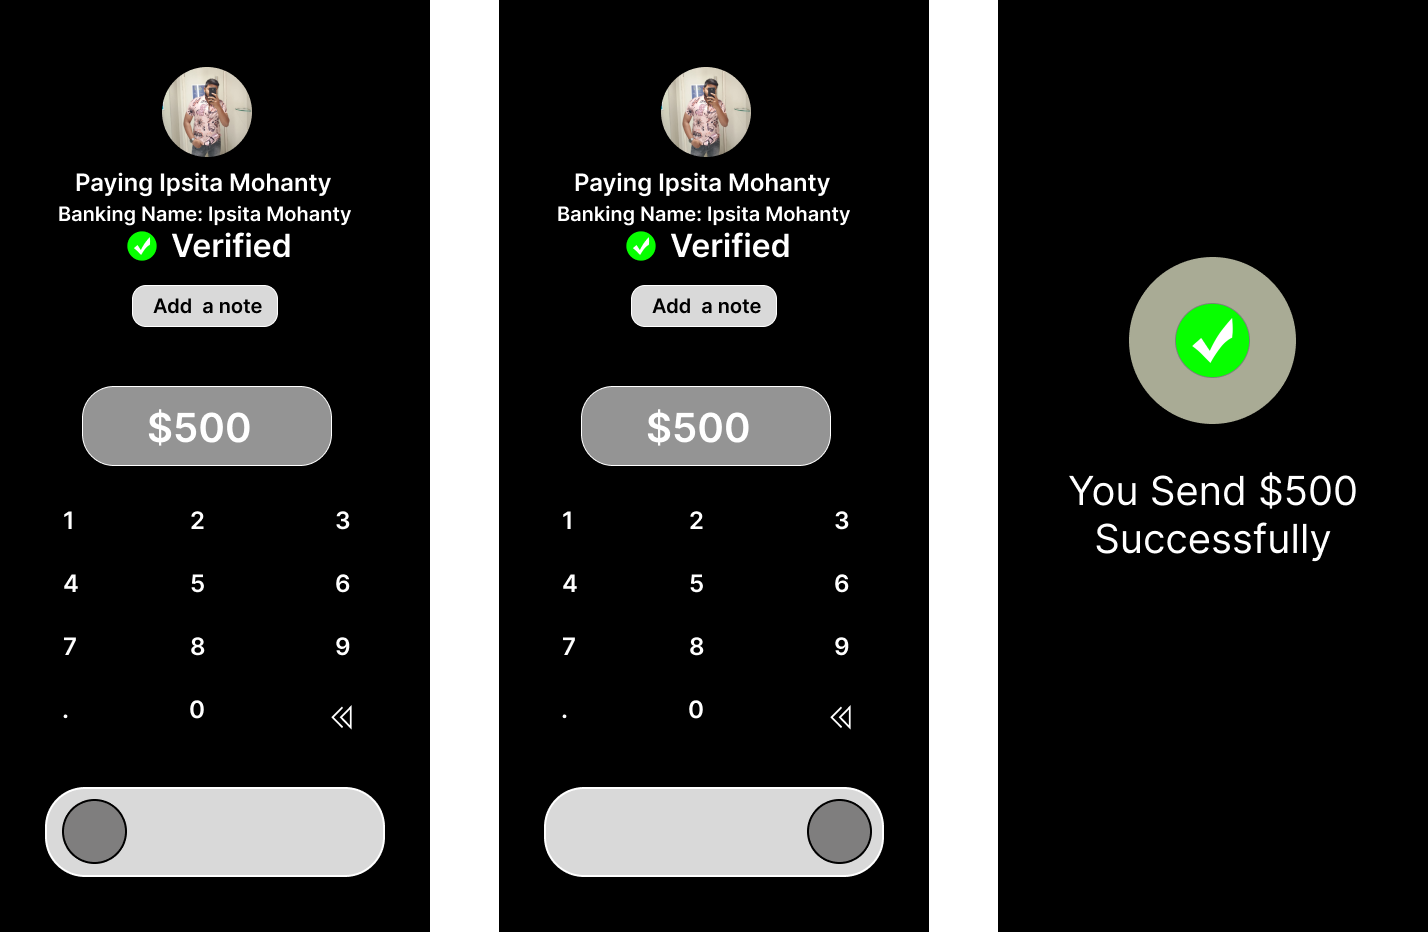 Paying Ipsita Mohanty
Banking Name: Ipsita Mohanty
Verified
Add a note
$500
1 2 3
4 5 6
7 8 9
. 0
Paying Ipsita Mohanty
Banking Name: Ipsita Mohanty
Verified
Add a note
$500
1 2 3
4 5 6
7 8 9
. 0
You Send $500
Successfully